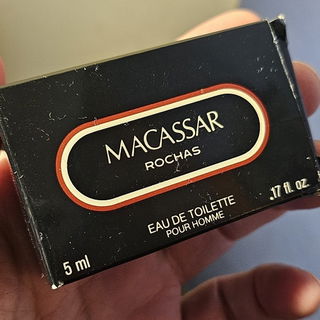 MACASSAR
ROCHAS
EAU DE TOILETTE
POUR HOMME
5 ml
.17 fl. oz